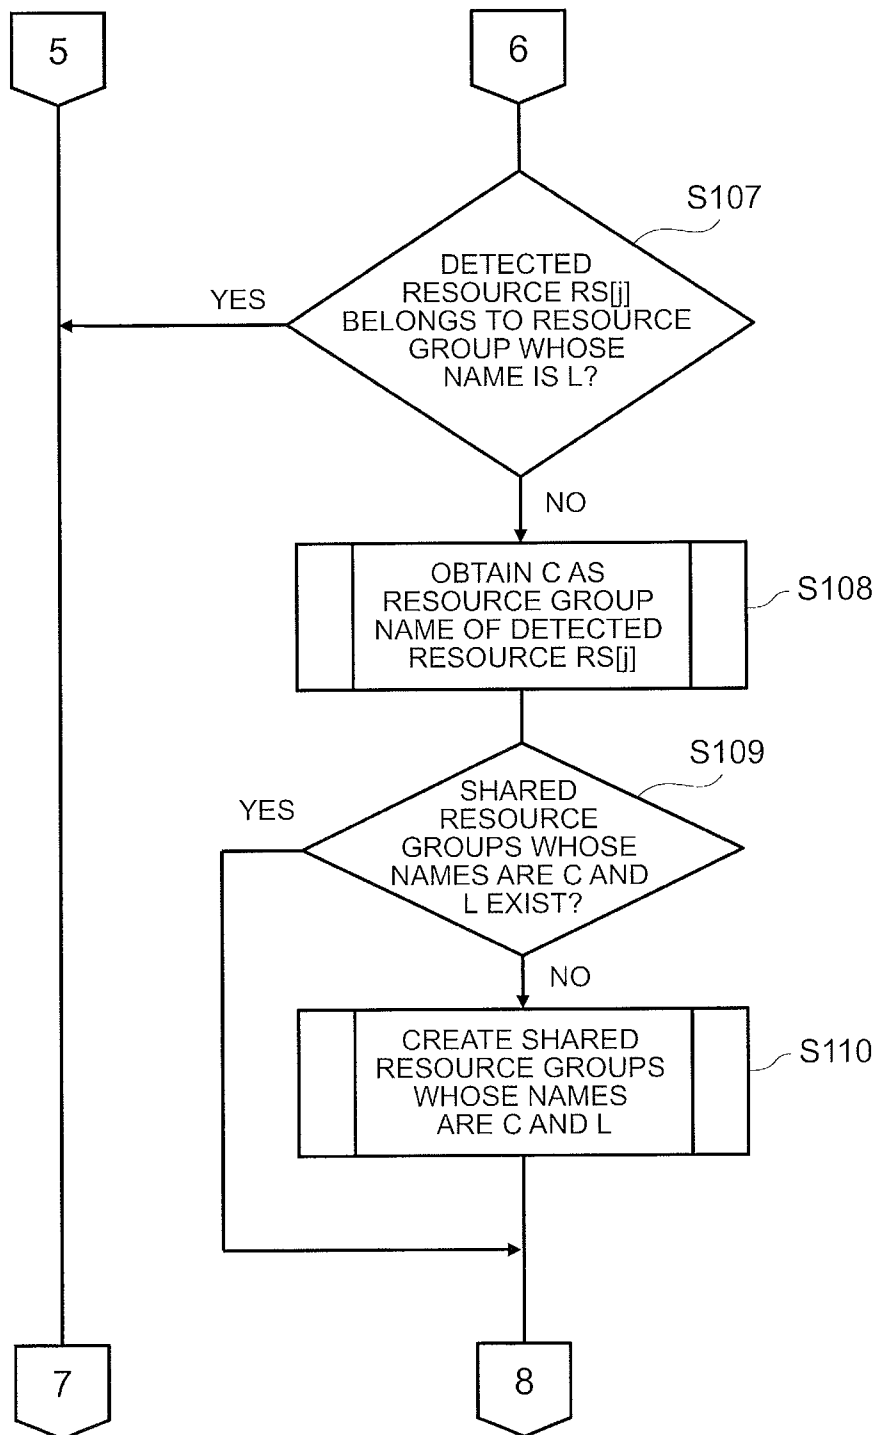 5
6
S107
DETECTED
RESOURCE RS[j]
BELONGS TO RESOURCE
GROUP WHOSE
NAME IS L?
YES
NO
OBTAIN C AS
RESOURCE GROUP
NAME OF DETECTED
RESOURCE RS[j]
S108
S109
SHARED
RESOURCE
GROUPS WHOSE
NAMES ARE C AND
L EXIST?
YES
NO
CREATE SHARED
RESOURCE GROUPS
WHOSE NAMES
ARE C AND L
S110
7
8